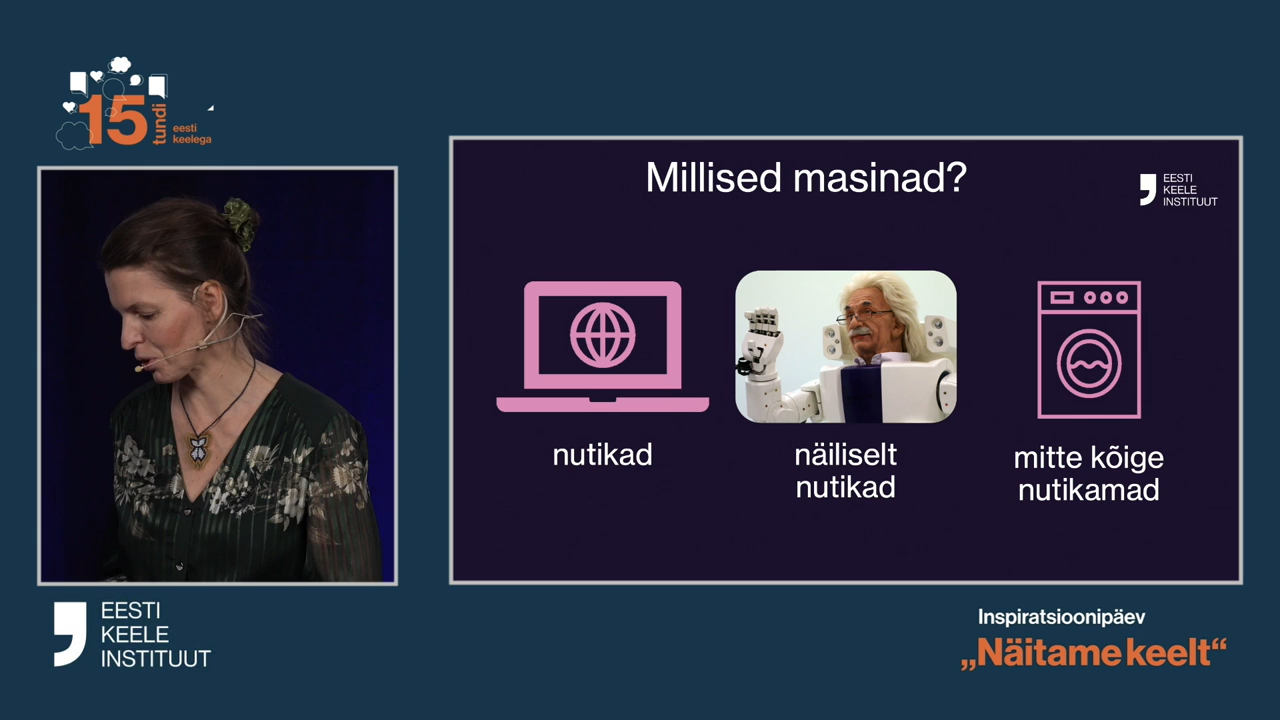 15
tundi
eesti
keelega
Millised masinad?
EESTI
KEELE
INSTITUUT
nutikad
näiliselt
nutikad
mitte kõige
nutikamad
EESTI
KEELE
INSTITUUT
Inspiratsioonipäev
„Näitame keelt“